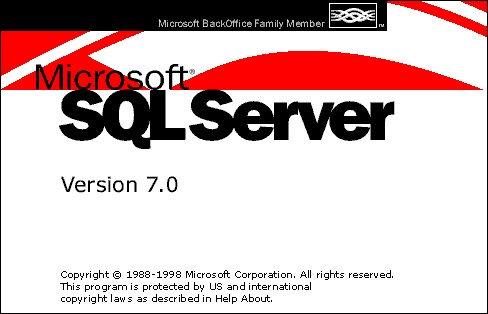 Microsoft BackOffice Family Member
™
Microsoft®
SQL Server
Version 7.0
Copyright © 1988-1998 Microsoft Corporation. All rights reserved.
This program is protected by US and international
copyright laws as described in Help About.